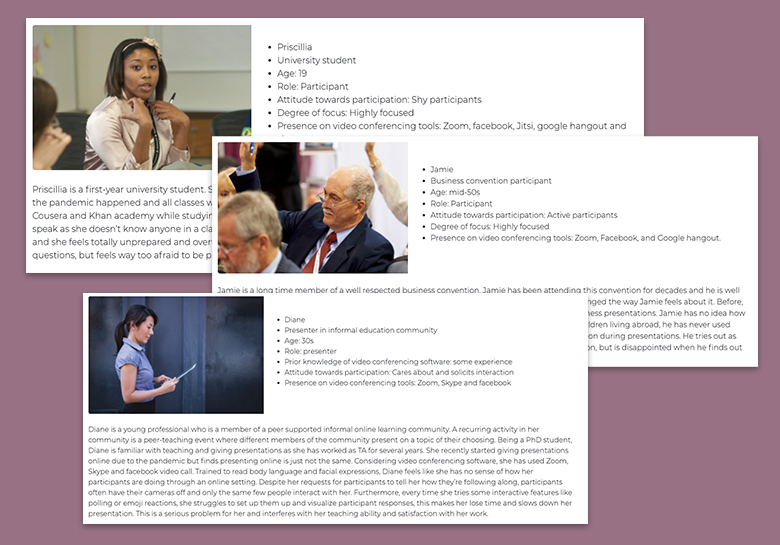 Priscillia
University student
Age: 19
Role: Participant
Attitude towards participation: Shy participants
Degree of focus: Highly focused
Presence on video conferencing tools: Zoom, facebook, Jitsi, google hangout and
Priscillia is a first-year university student.
the pandemic happened and all classes
Cousera and Khan academy while studyin
speak as she doesn't know anyone in a cla
and she feels totally unprepared and over
questions, but feels way too afraid to be p
Jamie
Business convention participant
Age: mid-50s
Role: Participant
Attitude towards participation: Active participants
Degree of focus: Highly focused
Presence on video conferencing tools: Zoom, Facebook, and Google hangout.
Jamie is a long time member of a well respected business convention. Jamie has been attending this convention for decades and he is well
nged the way Jamie feels about it. Before,
ness presentations. Jamie has no idea how
ldren living abroad, he has never used
on during presentations. He tries out as
on, but is disappointed when he finds out
Diane
Presenter in informal education community
Age: 30s
Role: presenter
Prior knowledge of video conferencing software: some experience
Attitude towards participation: Cares about and solicits interaction
Presence on video conferencing tools: Zoom, Skype and facebook
Diane is a young professional who is a member of a peer supported informal online learning community. A recurring activity in her
community is a peer-teaching event where different members of the community present on a topic of their choosing. Being a PhD student,
Diane is familiar with teaching and giving presentations as she has worked as TA for several years. She recently started giving presentations
online due to the pandemic but finds presenting online is just not the same. Considering video conferencing software, she has used Zoom,
Skype and facebook video call. Trained to read body language and facial expressions, Diane feels like she has no sense of how her
participants are doing through an online setting. Despite her requests for participants to tell her how they're following along, participants
often have their cameras off and only the same few people interact with her. Furthermore, every time she tries some interactive features like
polling or emoji reactions, she struggles to set them up and visualize participant responses, this makes her lose time and slows down her
presentation. This is a serious problem for her and interferes with her teaching ability and satisfaction with her work.